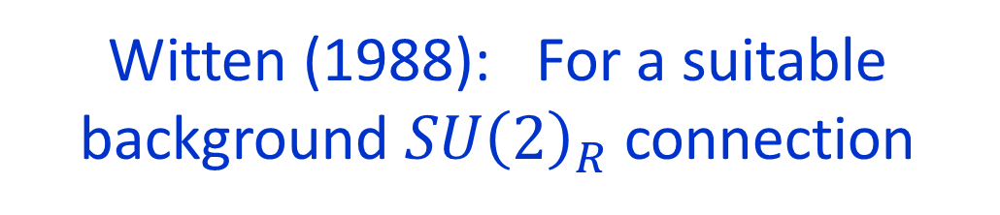 Witten (1988): For a suitable
background $SU(2)_R$ connection